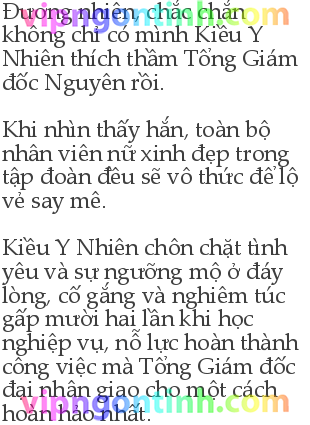 Đương nhiên, chắc chắn
không chỉ có mình Kiều Y
Nhiên thích thầm Tổng Giám
đốc Nguyên rồi.
Khi nhìn thấy hắn, toàn bộ
nhân viên nữ xinh đẹp trong
tập đoàn đều sẽ vô thức để lộ
vẻ say mê.
Kiều Y Nhiên chôn chặt tình
yêu và sự ngưỡng mộ ở đáy
lòng, cố gắng và nghiêm túc
gấp mười hai lần khi học
nghiệp vụ, nỗ lực hoàn thành
công việc mà Tổng Giám đốc
đại nhân giao cho một cách
hoàn hảo nhất.
vipngontinh.com
vipngontinh.com